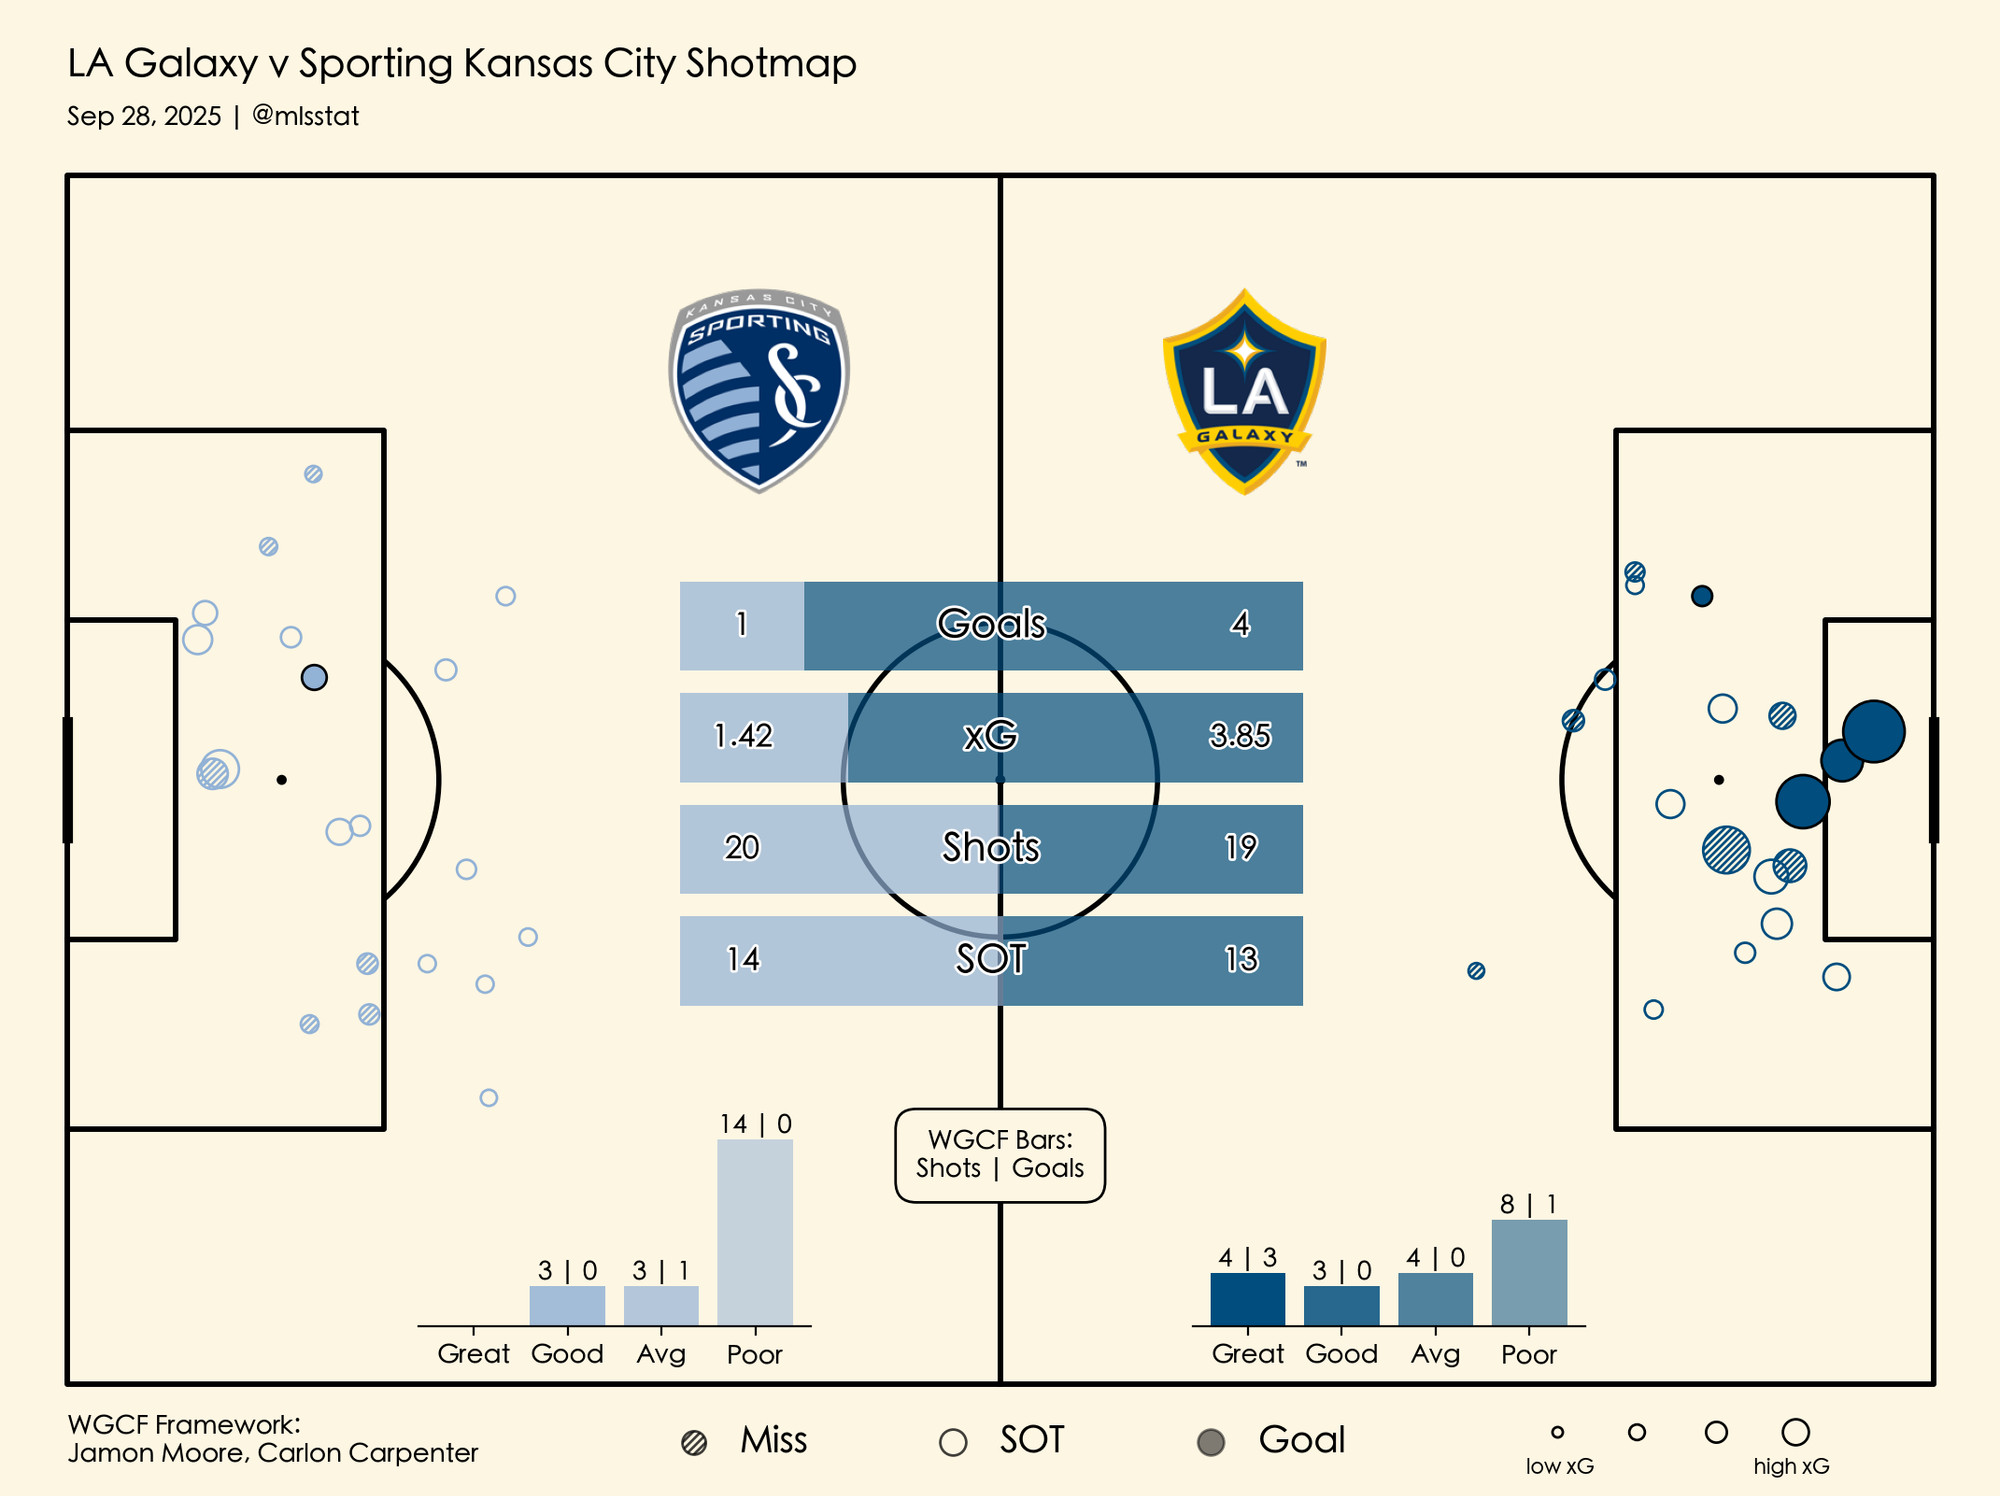 LA Galaxy v Sporting Kansas City Shotmap
Sep 28, 2025 | @mlsstat
KANSAS CITY
SPORTING
SC
LA
GALAXY
™
1 Goals 4
1.42 xG 3.85
20 Shots 19
14 SOT 13
WGCF Bars:
Shots | Goals
3 | 0
3 | 1
14 | 0
Great Good Avg Poor
4 | 3
3 | 0
4 | 0
8 | 1
Great Good Avg Poor
WGCF Framework:
Jamon Moore, Carlon Carpenter
Miss
SOT
Goal
low xG
high xG